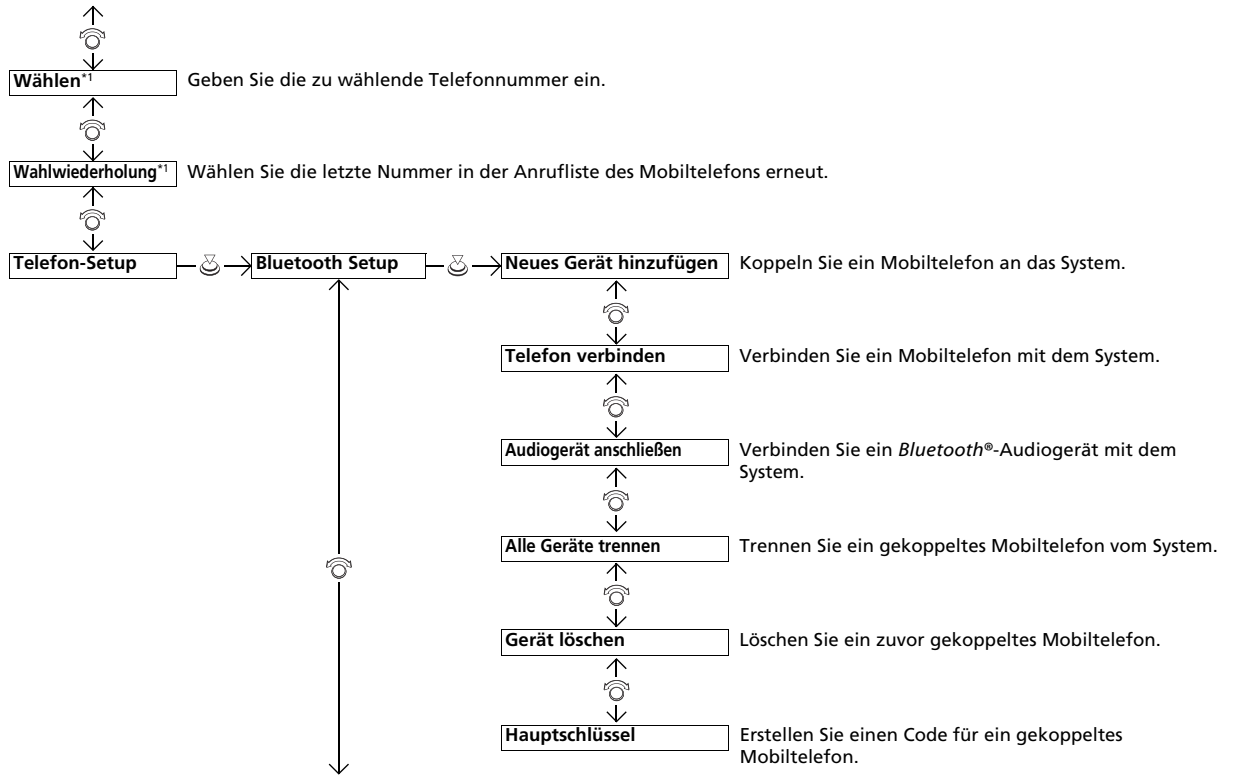 Wählen*1 Geben Sie die zu wählende Telefonnummer ein.
Wahlwiederholung*1 Wählen Sie die letzte Nummer in der Anrufliste des Mobiltelefons erneut.
Telefon-Setup Bluetooth Setup Neues Gerät hinzufügen Koppeln Sie ein Mobiltelefon an das System.
Telefon verbinden Verbinden Sie ein Mobiltelefon mit dem System.
Audiogerät anschließen Verbinden Sie ein Bluetooth®-Audiogerät mit dem
System.
Alle Geräte trennen Trennen Sie ein gekoppeltes Mobiltelefon vom System.
Gerät löschen Löschen Sie ein zuvor gekoppeltes Mobiltelefon.
Hauptschlüssel Erstellen Sie einen Code für ein gekoppeltes
Mobiltelefon.